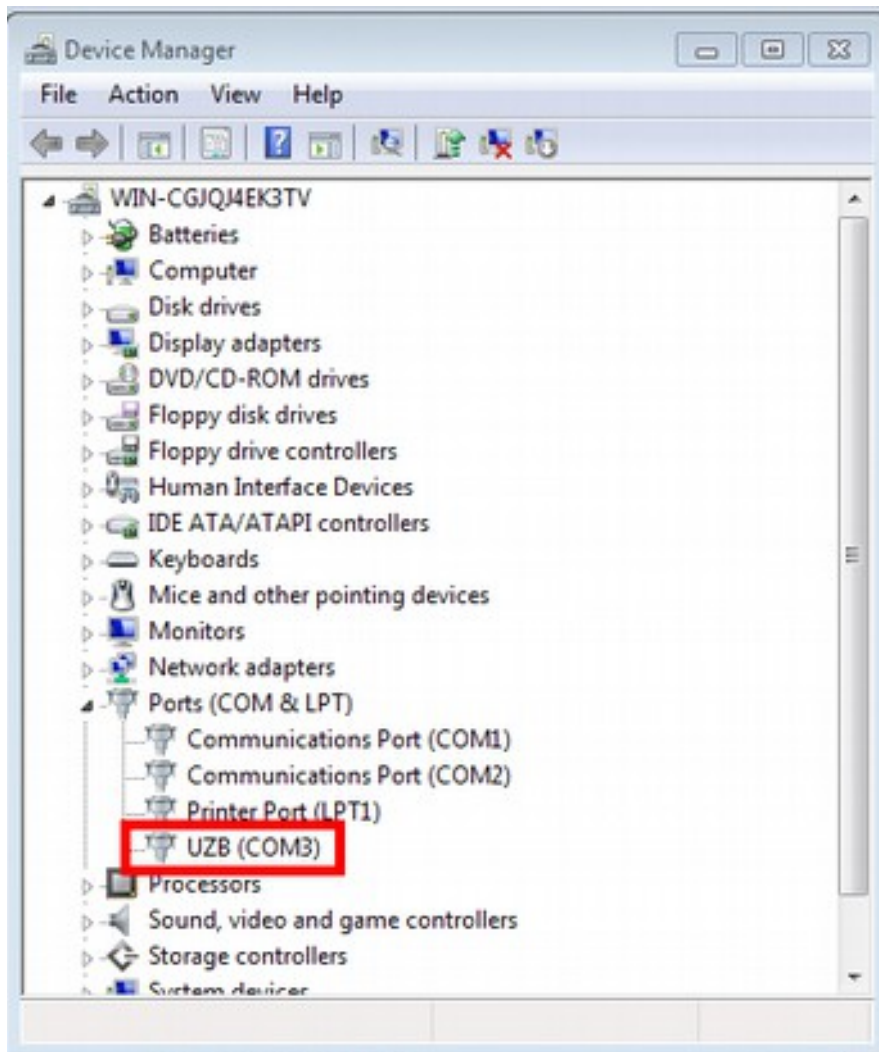 Device Manager
File Action View Help
WIN-CGJQJ4EK3TV
Batteries
Computer
Disk drives
Display adapters
DVD/CD-ROM drives
Floppy disk drives
Floppy drive controllers
Human Interface Devices
IDE ATA/ATAPI controllers
Keyboards
Mice and other pointing devices
Monitors
Network adapters
Ports (COM & LPT)
Communications Port (COM1)
Communications Port (COM2)
Printer Port (LPT1)
UZB (COM3)
Processors
Sound, video and game controllers
Storage controllers
System devices